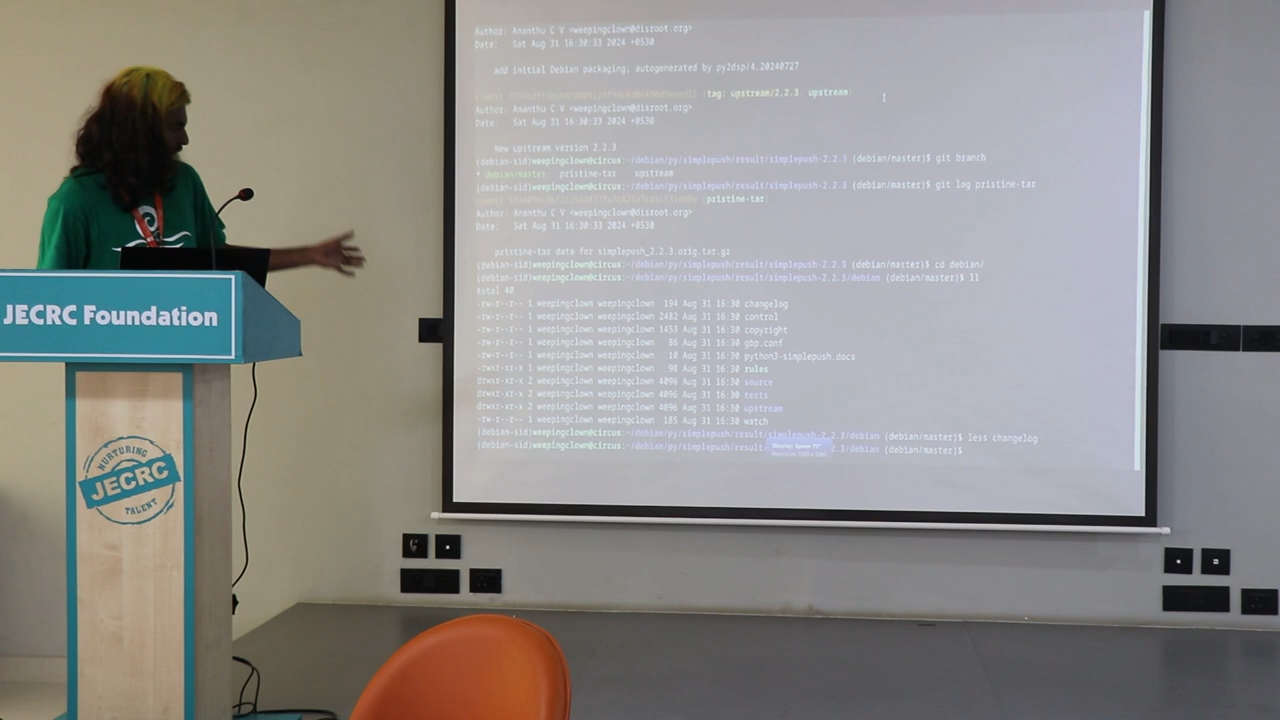 Author: Ananthu C V <weepingclown@disroot.org>
Date: Sat Aug 31 16:30:33 2024 +0530
add initial Debian packaging; autogenerated by py2dsp/4.20240727
(tag: upstream/2.2.3, upstream)
Author: Ananthu C V <weepingclown@disroot.org>
Date: Sat Aug 31 16:30:33 2024 +0530
New upstream version 2.2.3
(debian-sid)weepingclown@circus:~/debian/py/simplepush/result/simplepush-2.2.3 (debian/master)$ git branch
* debian/master pristine-tar upstream
(debian-sid)weepingclown@circus:~/debian/py/simplepush/result/simplepush-2.2.3 (debian/master)$ git log pristine-tar
(pristine-tar)
Author: Ananthu C V <weepingclown@disroot.org>
Date: Sat Aug 31 16:30:33 2024 +0530
pristine-tar data for simplepush_2.2.3.orig.tar.gz
(debian-sid)weepingclown@circus:~/debian/py/simplepush/result/simplepush-2.2.3 (debian/master)$ cd debian/
(debian-sid)weepingclown@circus:~/debian/py/simplepush/result/simplepush-2.2.3/debian (debian/master)$ ll
total 40
-rw-r--r-- 1 weepingclown weepingclown 194 Aug 31 16:30 changelog
-rw-r--r-- 1 weepingclown weepingclown 2482 Aug 31 16:30 control
-rw-r--r-- 1 weepingclown weepingclown 1453 Aug 31 16:30 copyright
-rw-r--r-- 1 weepingclown weepingclown 86 Aug 31 16:30 gbp.conf
-rw-r--r-- 1 weepingclown weepingclown 10 Aug 31 16:30 python3-simplepush.docs
-rwxr-xr-x 1 weepingclown weepingclown 98 Aug 31 16:30 rules
drwxr-xr-x 2 weepingclown weepingclown 4096 Aug 31 16:30 source
drwxr-xr-x 2 weepingclown weepingclown 4096 Aug 31 16:30 tests
drwxr-xr-x 2 weepingclown weepingclown 4096 Aug 31 16:30 upstream
-rw-r--r-- 1 weepingclown weepingclown 185 Aug 31 16:30 watch
(debian-sid)weepingclown@circus:~/debian/py/simplepush/result/simplepush-2.2.3/debian (debian/master)$ less changelog
(debian-sid)weepingclown@circus:~/debian/py/simplepush/result/ 2.2.3/debian (debian/master)$
JECRC Foundation
NURTURING
JECRC
TALENT